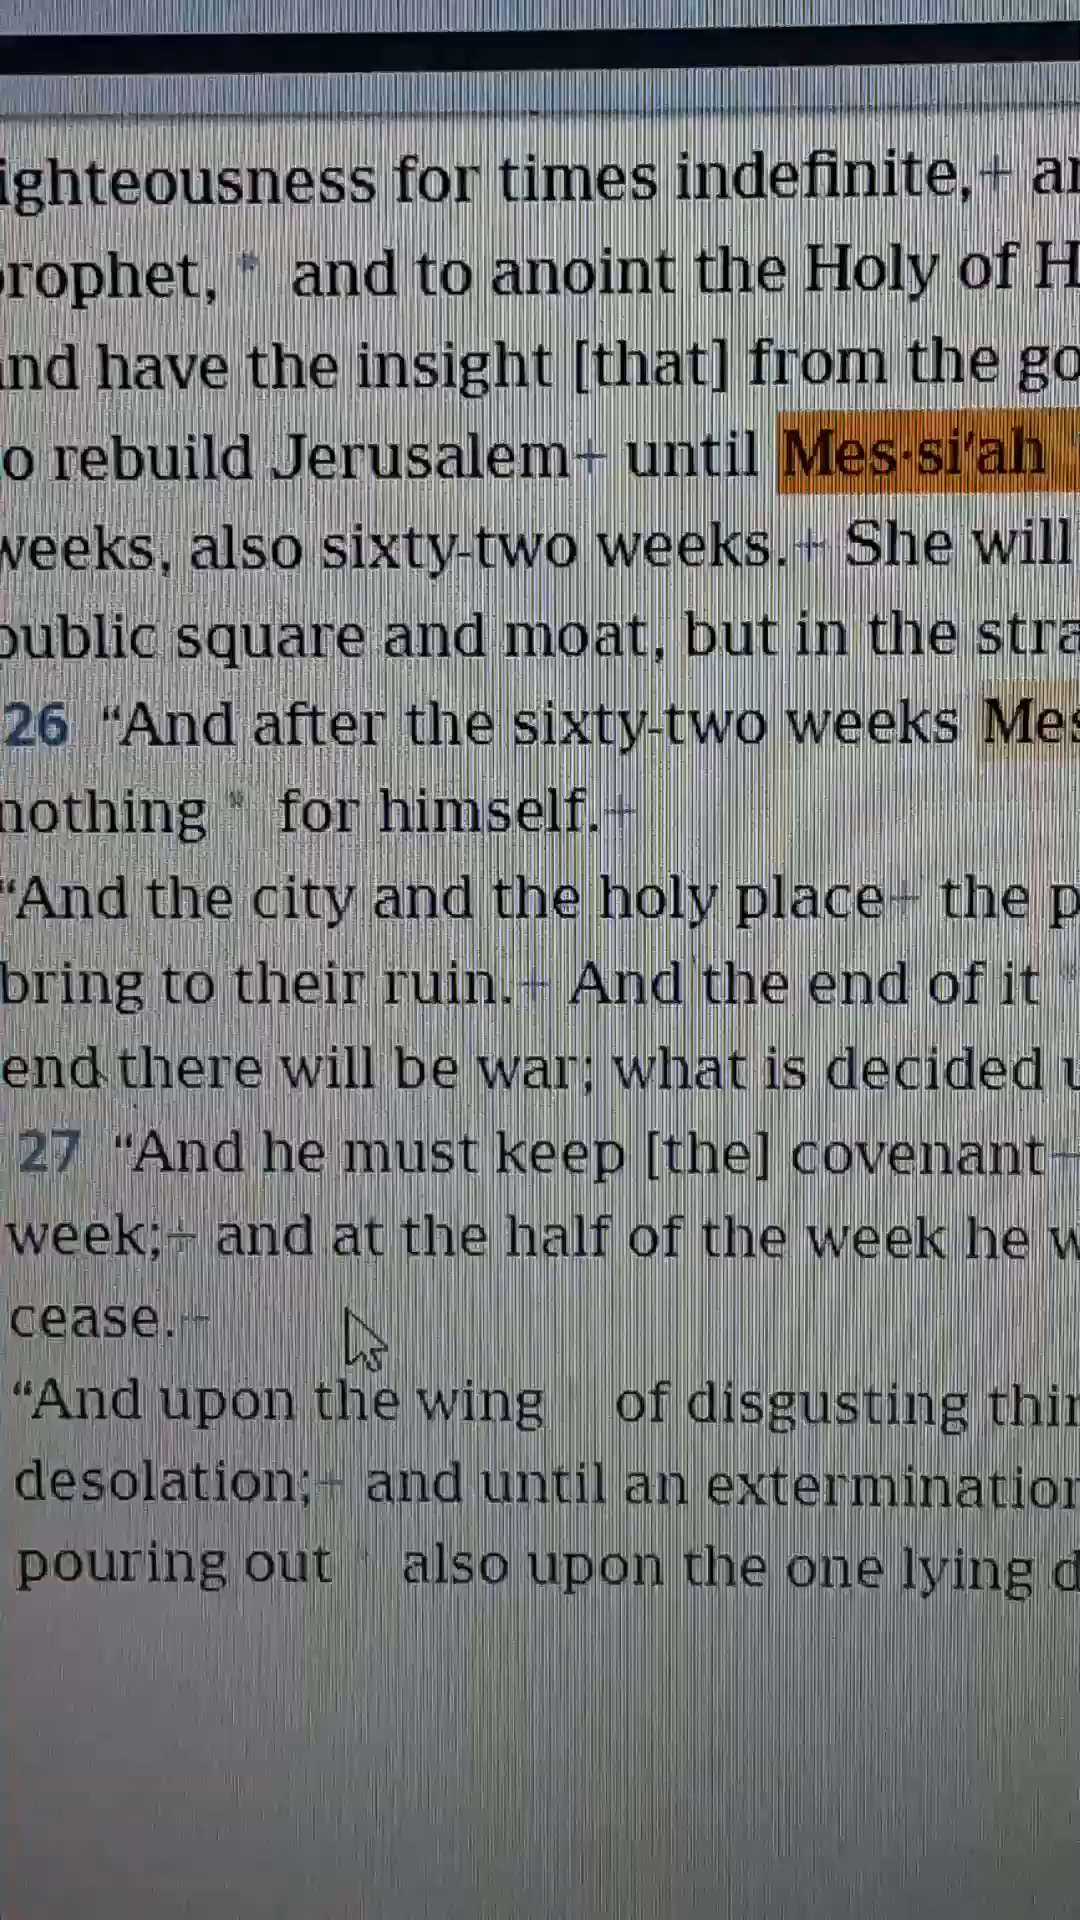 ighteousness for times indefinite,+
rophet, * and to anoint the Holy of H
nd have the insight [that] from the go
o rebuild Jerusalem+ until Mes·si′ah
weeks, also sixty-two weeks.+ She will
public square and moat, but in the stra
26 “And after the sixty-two weeks Mes
nothing * for himself.+
“And the city and the holy place+ the p
bring to their ruin.+ And the end of it
end there will be war; what is decided u
27 “And he must keep [the] covenant+
week;+ and at the half of the week he w
cease.+
“And upon the wing of disgusting thin
desolation;+ and until an extermination
pouring out * also upon the one lying d